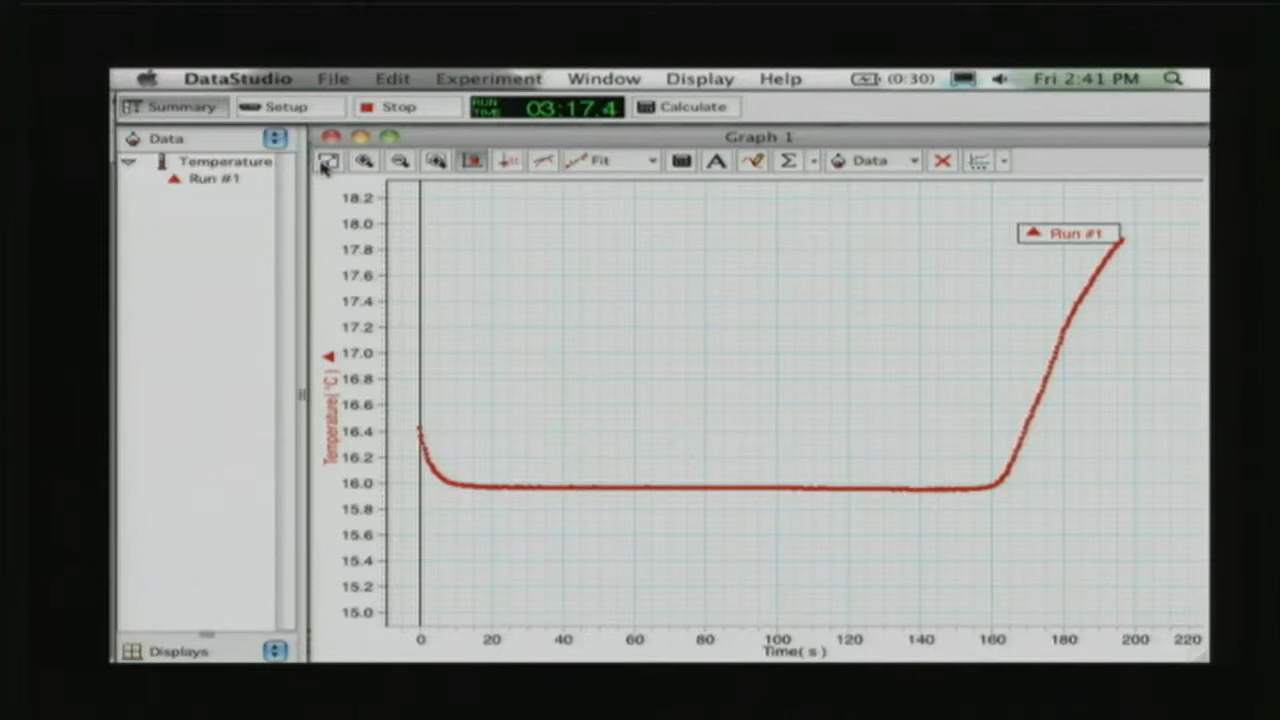 DataStudio File Edit Experiment Window Display Help (0:30) Fri 2:41 PM
Summary Setup Stop RUN TIME 03:17.4 Calculate
Data
Temperature
Run #1
Displays
Graph 1
Fit A Σ Data
18.2
18.0
17.8
17.6
17.4
17.2
17.0
16.8
16.6
16.4
16.2
16.0
15.8
15.6
15.4
15.2
15.0
Temperature( °C )
Run #1
0 20 40 60 80 100 120 140 160 180 200 220
Time( s )